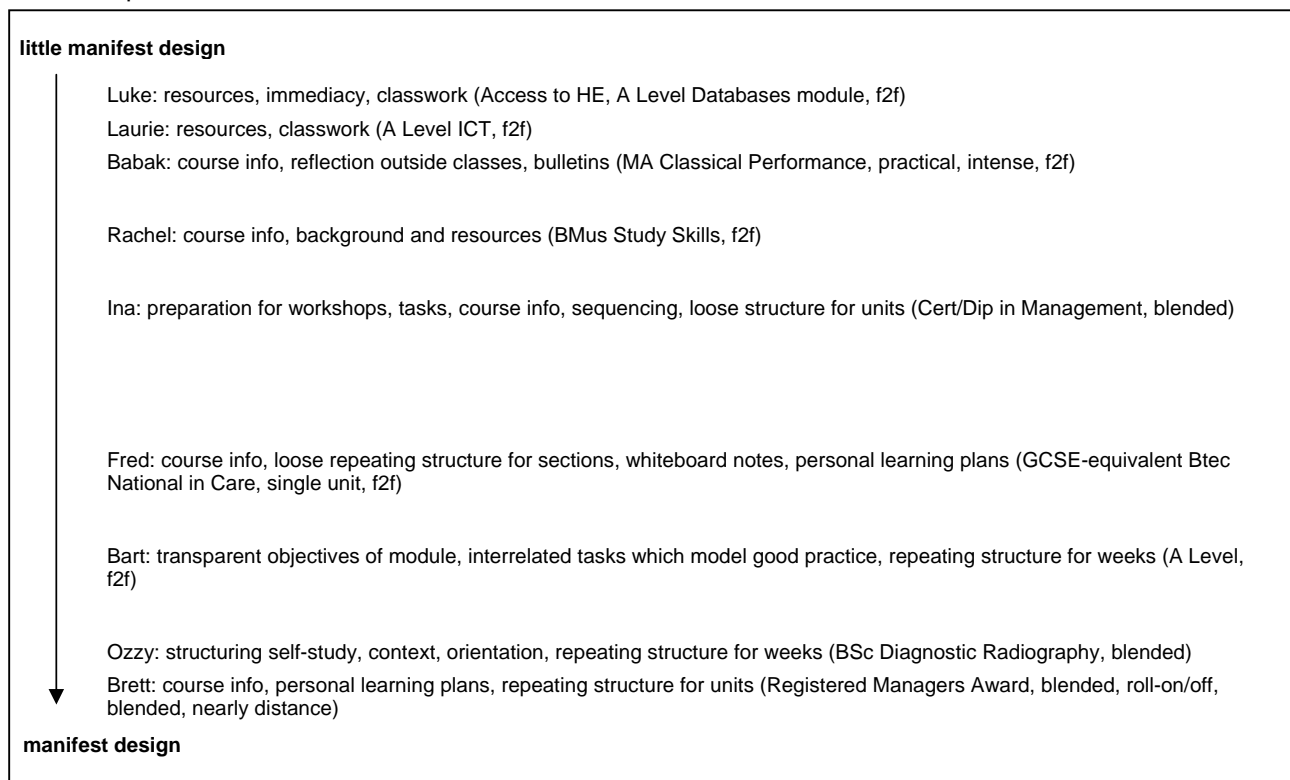 little manifest design
Luke: resources, immediacy, classwork (Access to HE, A Level Databases module, f2f)
Laurie: resources, classwork (A Level ICT, f2f)
Babak: course info, reflection outside classes, bulletins (MA Classical Performance, practical, intense, f2f)
Rachel: course info, background and resources (BMus Study Skills, f2f)
Ina: preparation for workshops, tasks, course info, sequencing, loose structure for units (Cert/Dip in Management, blended)
Fred: course info, loose repeating structure for sections, whiteboard notes, personal learning plans (GCSE-equivalent Btec
National in Care, single unit, f2f)
Bart: transparent objectives of module, interrelated tasks which model good practice, repeating structure for weeks (A Level,
f2f)
Ozzy: structuring self-study, context, orientation, repeating structure for weeks (BSc Diagnostic Radiography, blended)
Brett: course info, personal learning plans, repeating structure for units (Registered Managers Award, blended, roll-on/off,
blended, nearly distance)
manifest design